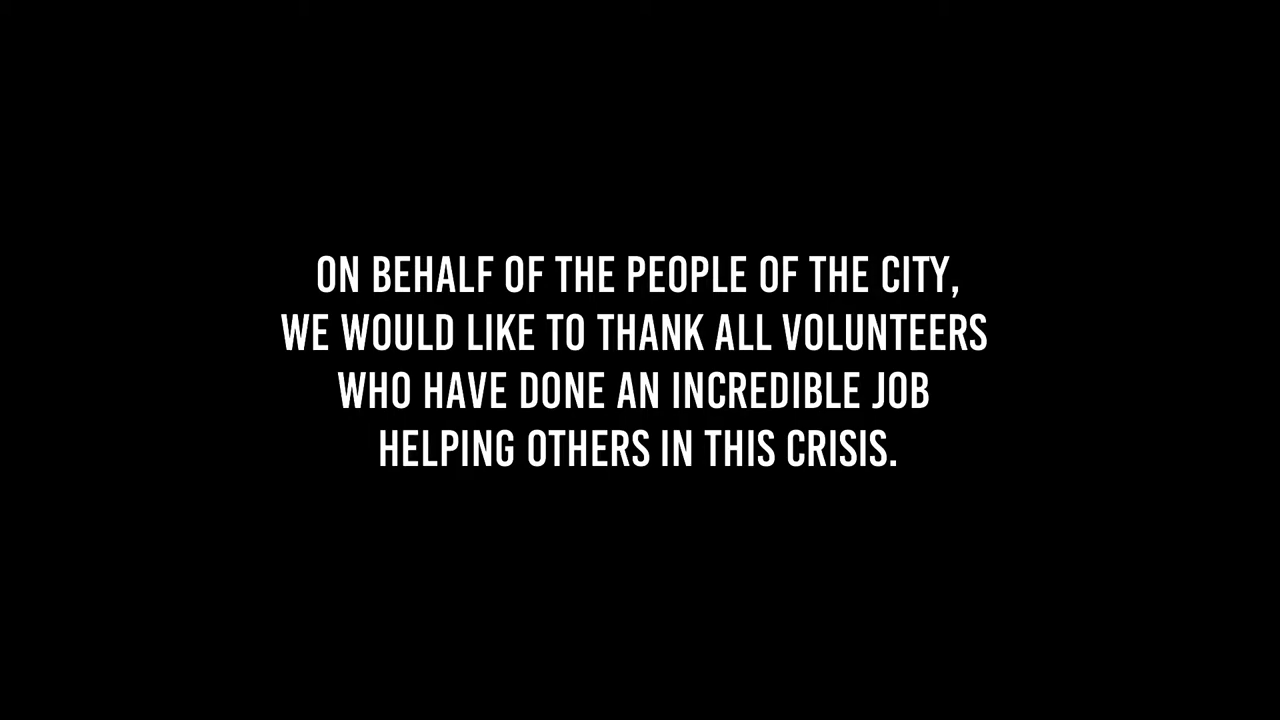 ON BEHALF OF THE PEOPLE OF THE CITY,
WE WOULD LIKE TO THANK ALL VOLUNTEERS
WHO HAVE DONE AN INCREDIBLE JOB
HELPING OTHERS IN THIS CRISIS.